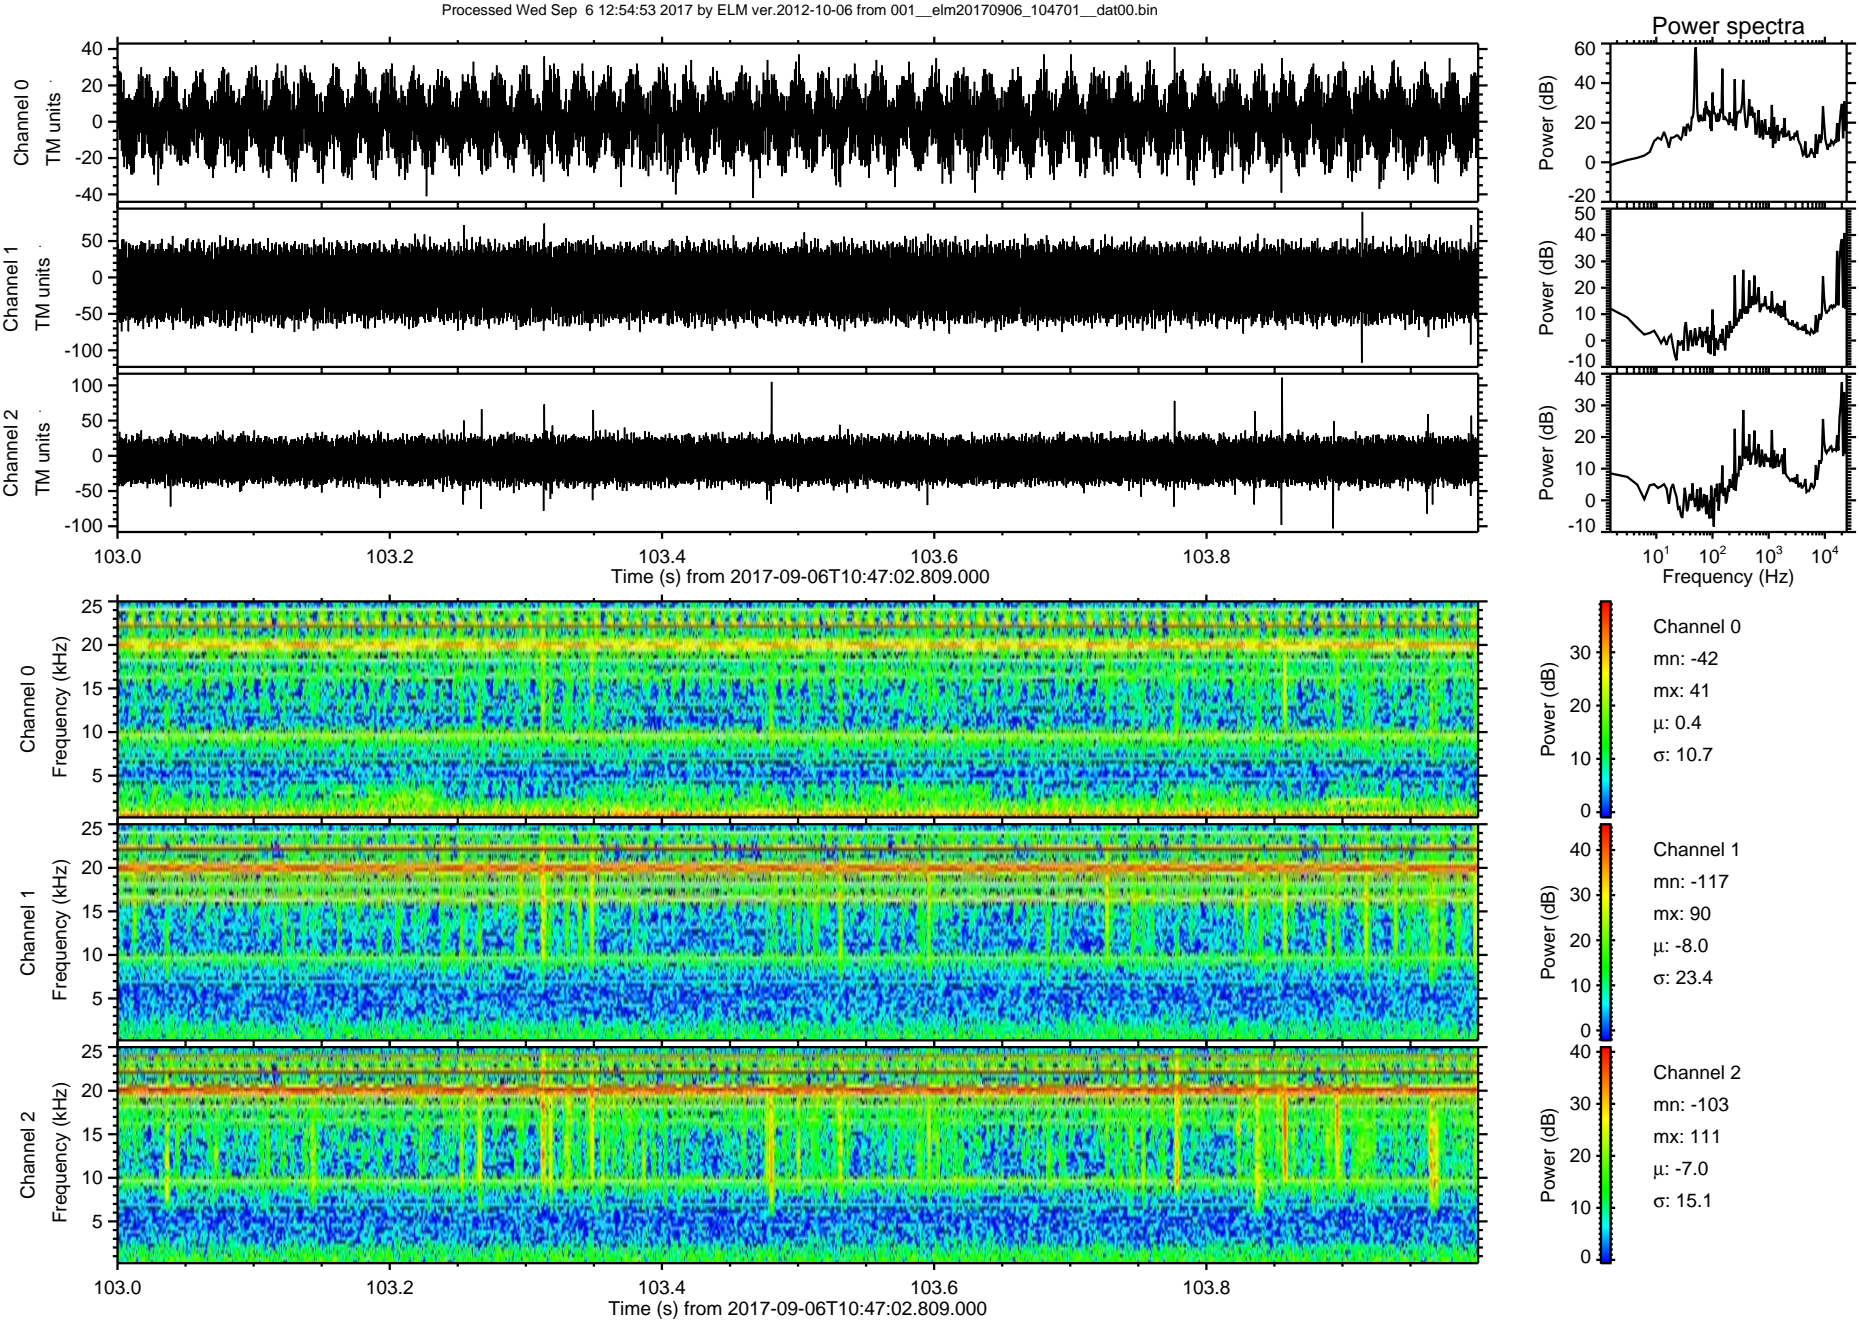 Processed Wed Sep  6 12:54:53 2017 by ELM ver.2012-10-06 from 001__elm20170906_104701__dat00.bin
Power spectra
Channel 0
TM units
40
20
0
-20
-40
Power (dB)
60
40
20
0
-20
Channel 1
TM units
50
0
-50
-100
Power (dB)
50
40
30
20
10
0
-10
Channel 2
TM units
100
50
0
-50
-100
Power (dB)
40
30
20
10
0
-10
103.0 103.2 103.4 103.6 103.8
Time (s) from 2017-09-06T10:47:02.809.000
10¹ 10² 10³ 10⁴
Frequency (Hz)
Channel 0
Frequency (kHz)
25
20
15
10
5
Power (dB)
30
20
10
0
Channel 0
mn: -42
mx: 41
μ: 0.4
σ: 10.7
Channel 1
Frequency (kHz)
25
20
15
10
5
Power (dB)
40
30
20
10
0
Channel 1
mn: -117
mx: 90
μ: -8.0
σ: 23.4
Channel 2
Frequency (kHz)
25
20
15
10
5
Power (dB)
40
30
20
10
0
Channel 2
mn: -103
mx: 111
μ: -7.0
σ: 15.1
103.0 103.2 103.4 103.6 103.8
Time (s) from 2017-09-06T10:47:02.809.000